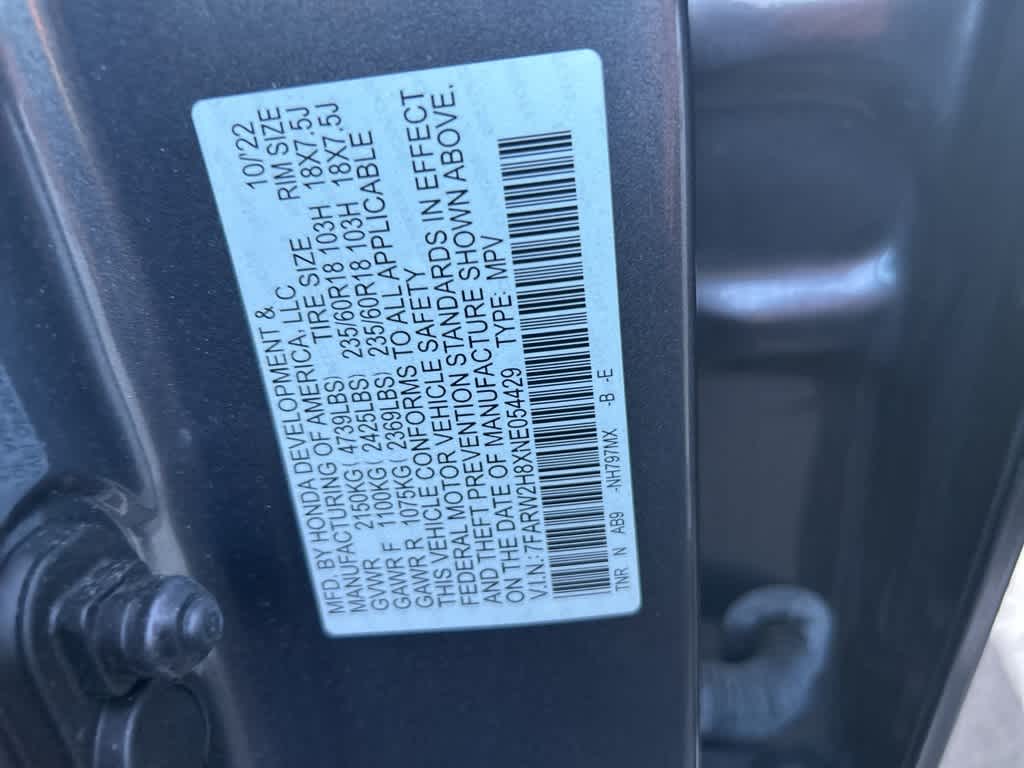 MFD. BY HONDA DEVELOPMENT & 10/'22
MANUFACTURING OF AMERICA, LLC TIRE SIZE RIM SIZE
GVWR 2150KG( 4739LBS) 235/60R18 103H 18X7.5J
GAWR F 1100KG( 2425LBS) 235/60R18 103H 18X7.5J
GAWR R 1075KG( 2369LBS)
THIS VEHICLE CONFORMS TO ALL APPLICABLE
FEDERAL MOTOR VEHICLE SAFETY
AND THEFT PREVENTION STANDARDS IN EFFECT
ON THE DATE OF MANUFACTURE SHOWN ABOVE.
V.I.N.: 7FARW2H8XNE054429 TYPE: MPV
TNR N AB9 -NH797MX -B -E